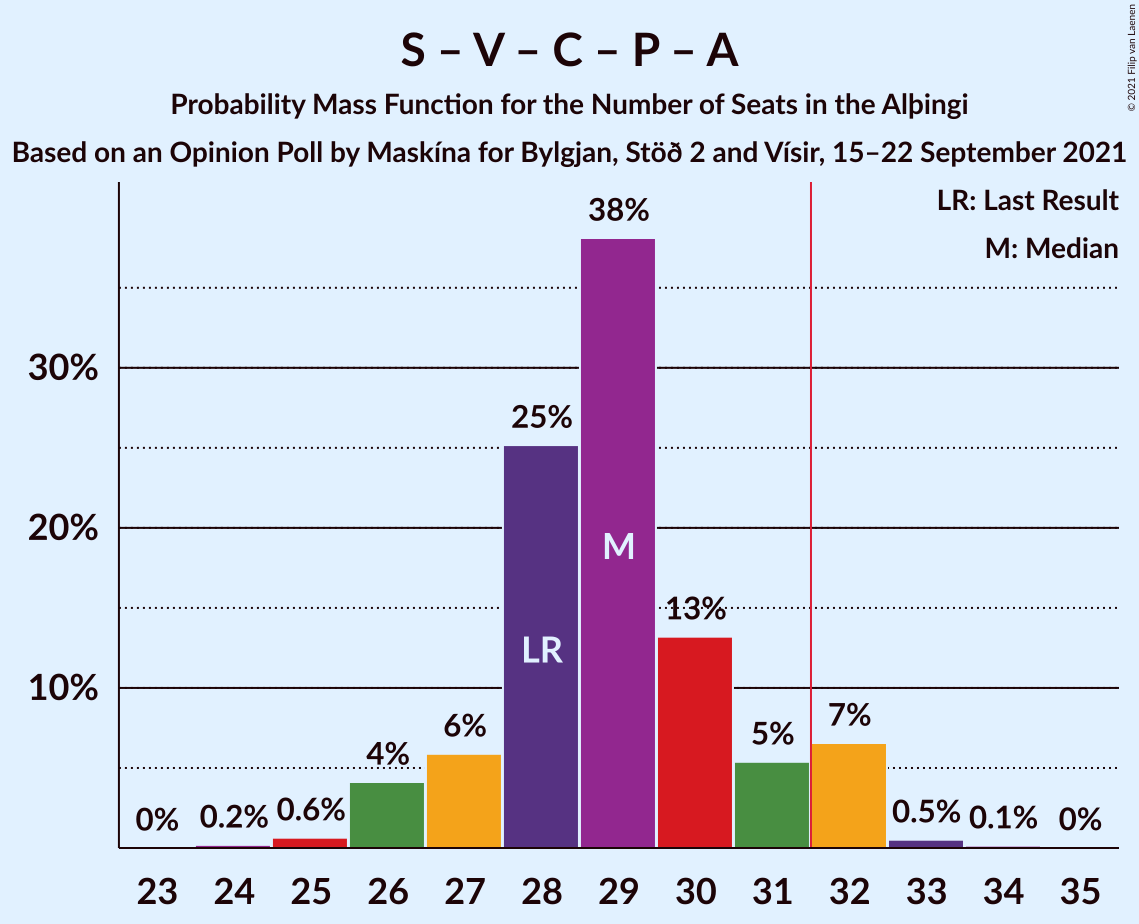 S – V – C – P – A
Probability Mass Function for the Number of Seats in the Alþingi
Based on an Opinion Poll by Maskína for Bylgjan, Stöð 2 and Vísir, 15–22 September 2021
© 2021 Filip van Laenen
LR: Last Result
M: Median
30%
20%
10%
0%
0.2%
0.6%
4%
6%
25%
38%
13%
5%
7%
0.5%
0.1%
0%
LR
M
23 24 25 26 27 28 29 30 31 32 33 34 35